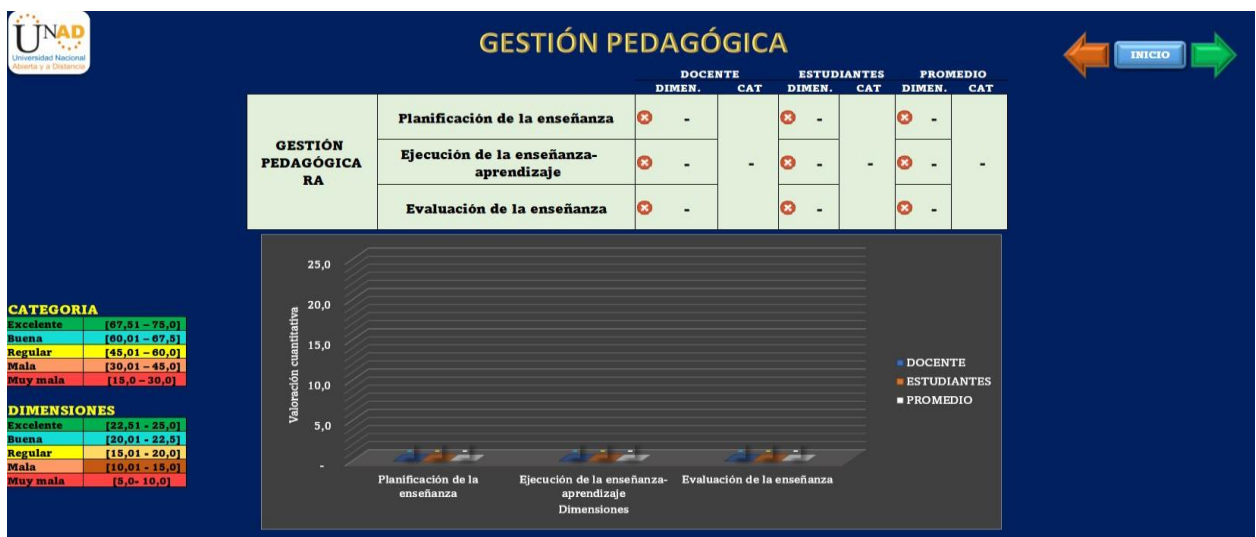 UNAD
Universidad Nacional
Abierta y a Distancia
GESTIÓN PEDAGÓGICA
INICIO
DOCENTE ESTUDIANTES PROMEDIO
DIMEN. CAT DIMEN. CAT DIMEN. CAT
GESTIÓN
PEDAGÓGICA
RA
Planificación de la enseñanza - - -
Ejecución de la enseñanza-
aprendizaje - - - - - -
Evaluación de la enseñanza - - -
CATEGORIA
Excelente [67,51 – 75,0]
Buena [60,01 – 67,5]
Regular [45,01 – 60,0]
Mala [30,01 – 45,0]
Muy mala [15,0 – 30,0]
DIMENSIONES
Excelente [22,51 - 25,0]
Buena [20,01 - 22,5]
Regular [15,01 - 20,0]
Mala [10,01 - 15,0]
Muy mala [5,0- 10,0]
Valoración cuantitativa
25,0
20,0
15,0
10,0
5,0
-
Planificación de la
enseñanza
Ejecución de la enseñanza-
aprendizaje
Evaluación de la enseñanza
Dimensiones
DOCENTE
ESTUDIANTES
PROMEDIO